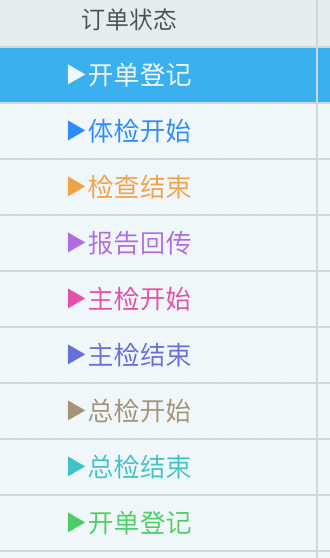 订单状态
▶开单登记
▶体检开始
▶检查结束
▶报告回传
▶主检开始
▶主检结束
▶总检开始
▶总检结束
▶开单登记